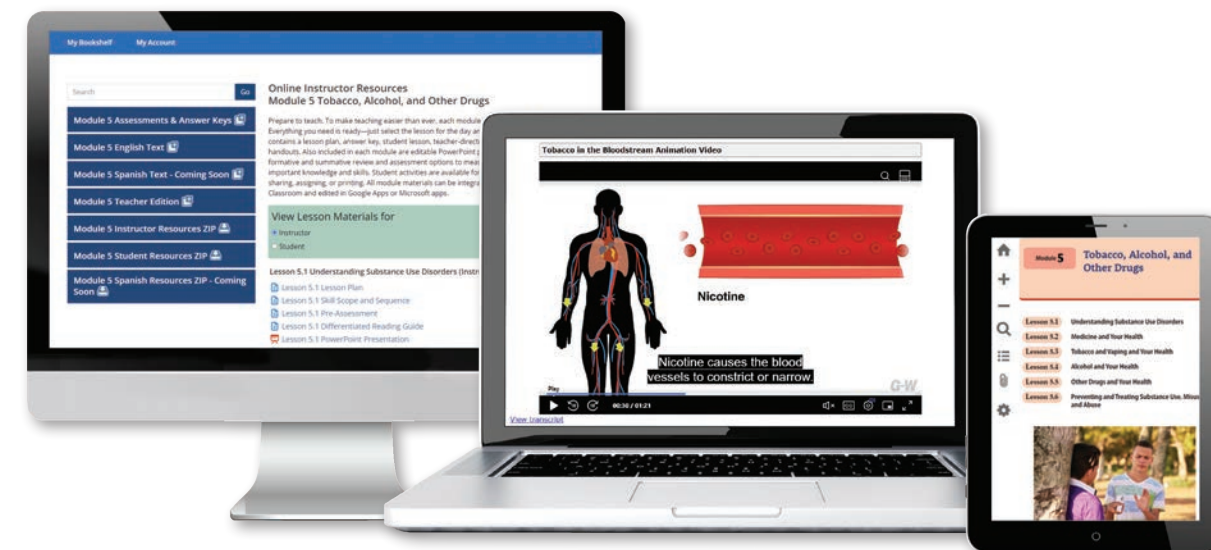 My Bookshelf My Account
Search Go
Module 5 Assessments & Answer Keys
Module 5 English Text
Module 5 Spanish Text - Coming Soon
Module 5 Teacher Edition
Module 5 Instructor Resources ZIP
Module 5 Student Resources ZIP
Module 5 Spanish Resources ZIP - Coming
Soon
Online Instructor Resources
Module 5 Tobacco, Alcohol, and Other Drugs
Prepare to teach. To make teaching easier than ever, each module
Everything you need is ready—just select the lesson for the day an
contains a lesson plan, answer key, student lesson, teacher-direct
handouts. Also included in each module are editable PowerPoint p
formative and summative review and assessment options to meas
important knowledge and skills. Student activities are available for
sharing, assigning, or printing. All module materials can be integra
Classroom and edited in Google Apps or Microsoft apps.
View Lesson Materials for
Instructor
Student
Lesson 5.1 Understanding Substance Use Disorders (Instr
Lesson 5.1 Lesson Plan
Lesson 5.1 Skill Scope and Sequence
Lesson 5.1 Pre-Assessment
Lesson 5.1 Differentiated Reading Guide
Lesson 5.1 PowerPoint Presentation
Tobacco in the Bloodstream Animation Video
Nicotine
Nicotine causes the blood
vessels to constrict or narrow.
G-W
Play
00:30 / 01:21
View transcript
Module 5 Tobacco, Alcohol, and
Other Drugs
Lesson 5.1 Understanding Substance Use Disorders
Lesson 5.2 Medicine and Your Health
Lesson 5.3 Tobacco and Vaping and Your Health
Lesson 5.4 Alcohol and Your Health
Lesson 5.5 Other Drugs and Your Health
Lesson 5.6 Preventing and Treating Substance Use, Misus
and Abuse